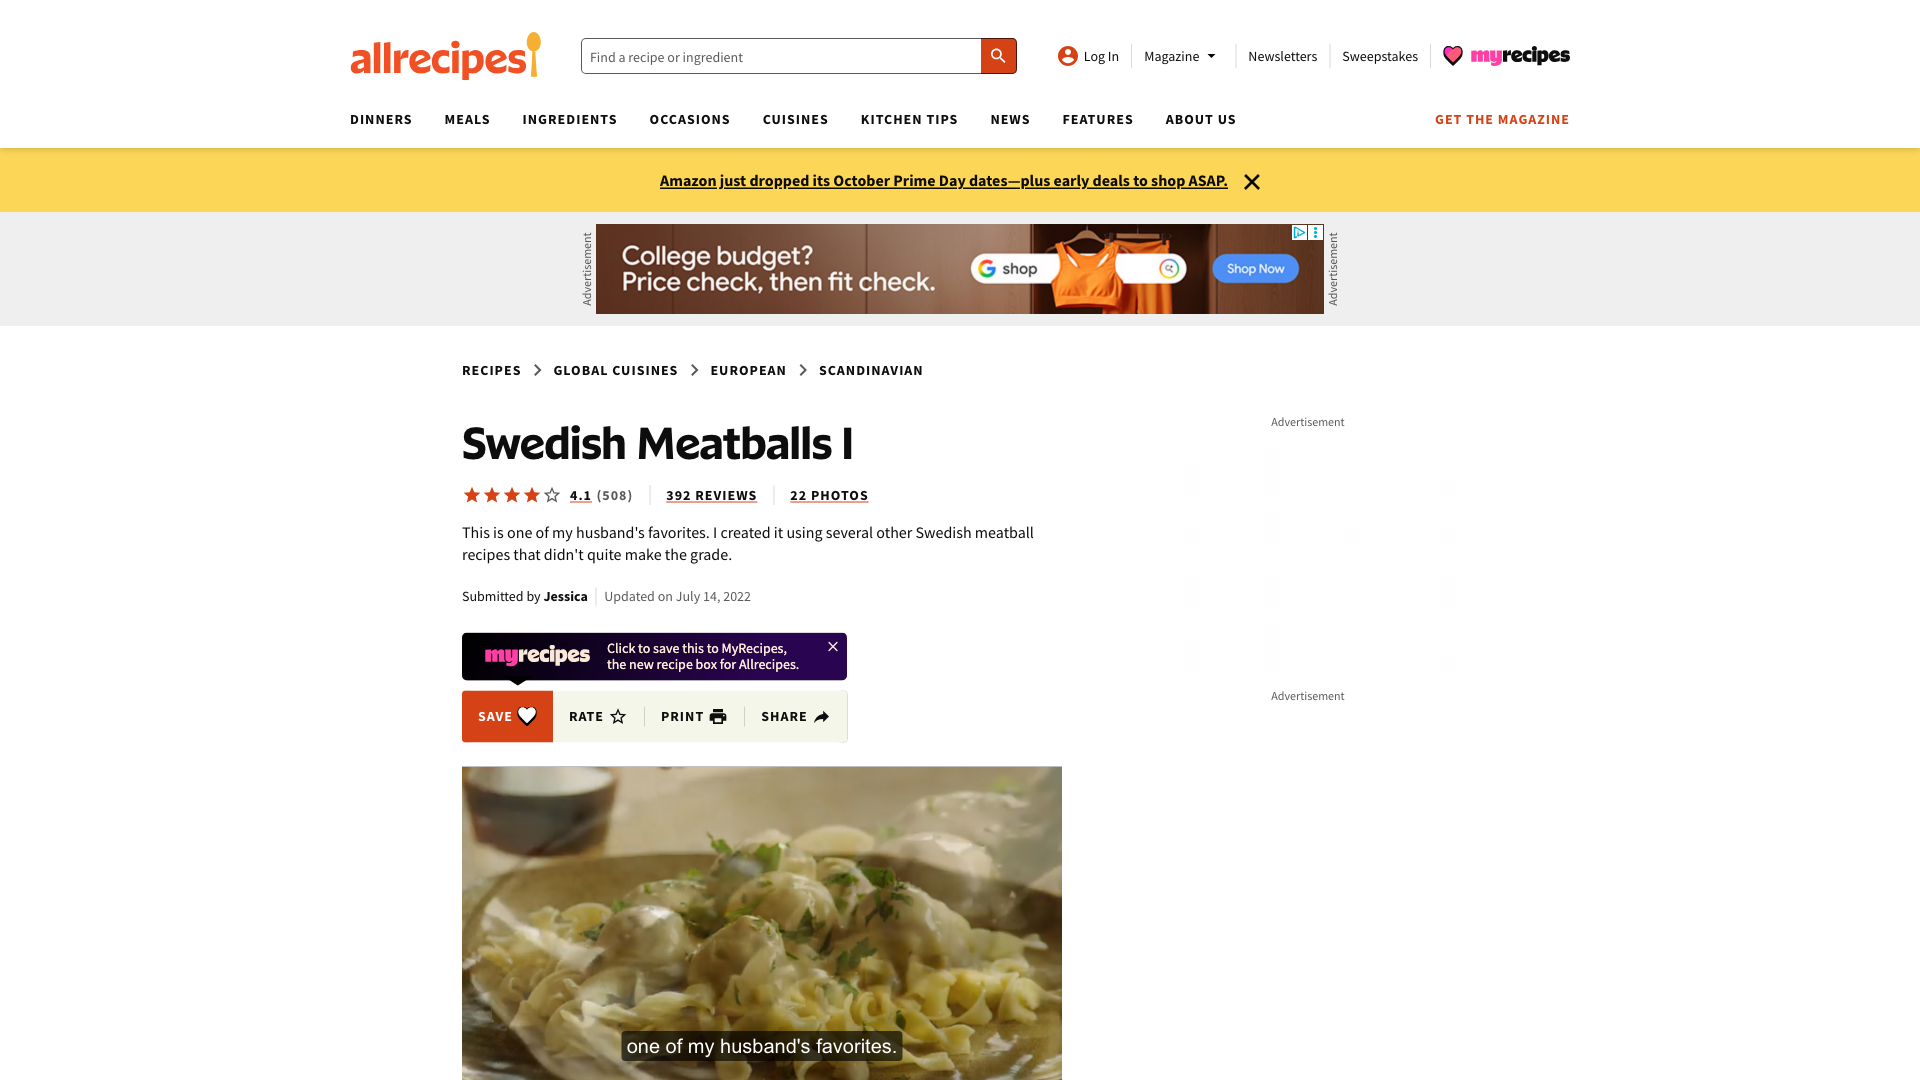 allrecipes
Find a recipe or ingredient
Log In
Magazine
Newsletters
Sweepstakes
myrecipes
DINNERS
MEALS
INGREDIENTS
OCCASIONS
CUISINES
KITCHEN TIPS
NEWS
FEATURES
ABOUT US
GET THE MAGAZINE
Amazon just dropped its October Prime Day dates—plus early deals to shop ASAP.
Advertisement
College budget?
Price check, then fit check.
G shop
Shop Now
Advertisement
RECIPES
GLOBAL CUISINES
EUROPEAN
SCANDINAVIAN
Advertisement
Swedish Meatballs I
4.1 (508)
392 REVIEWS
22 PHOTOS
This is one of my husband's favorites. I created it using several other Swedish meatball
recipes that didn't quite make the grade.
Submitted by Jessica
Updated on July 14, 2022
myrecipes
Click to save this to MyRecipes,
the new recipe box for Allrecipes.
Advertisement
SAVE
RATE
PRINT
SHARE
one of my husband's favorites.